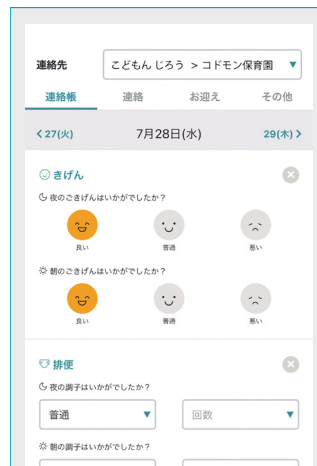 連絡先 こどもん じろう > コドモン保育園 ▼
連絡帳 連絡 お迎え その他
< 27(火) 7月28日(水) 29(木) >
きげん
夜のごきげんはいかがでしたか？
良い 普通 悪い
朝のごきげんはいかがでしたか？
良い 普通 悪い
排便
夜の調子はいかがでしたか？
普通 ▼ 回数 ▼
朝の調子はいかがでしたか？